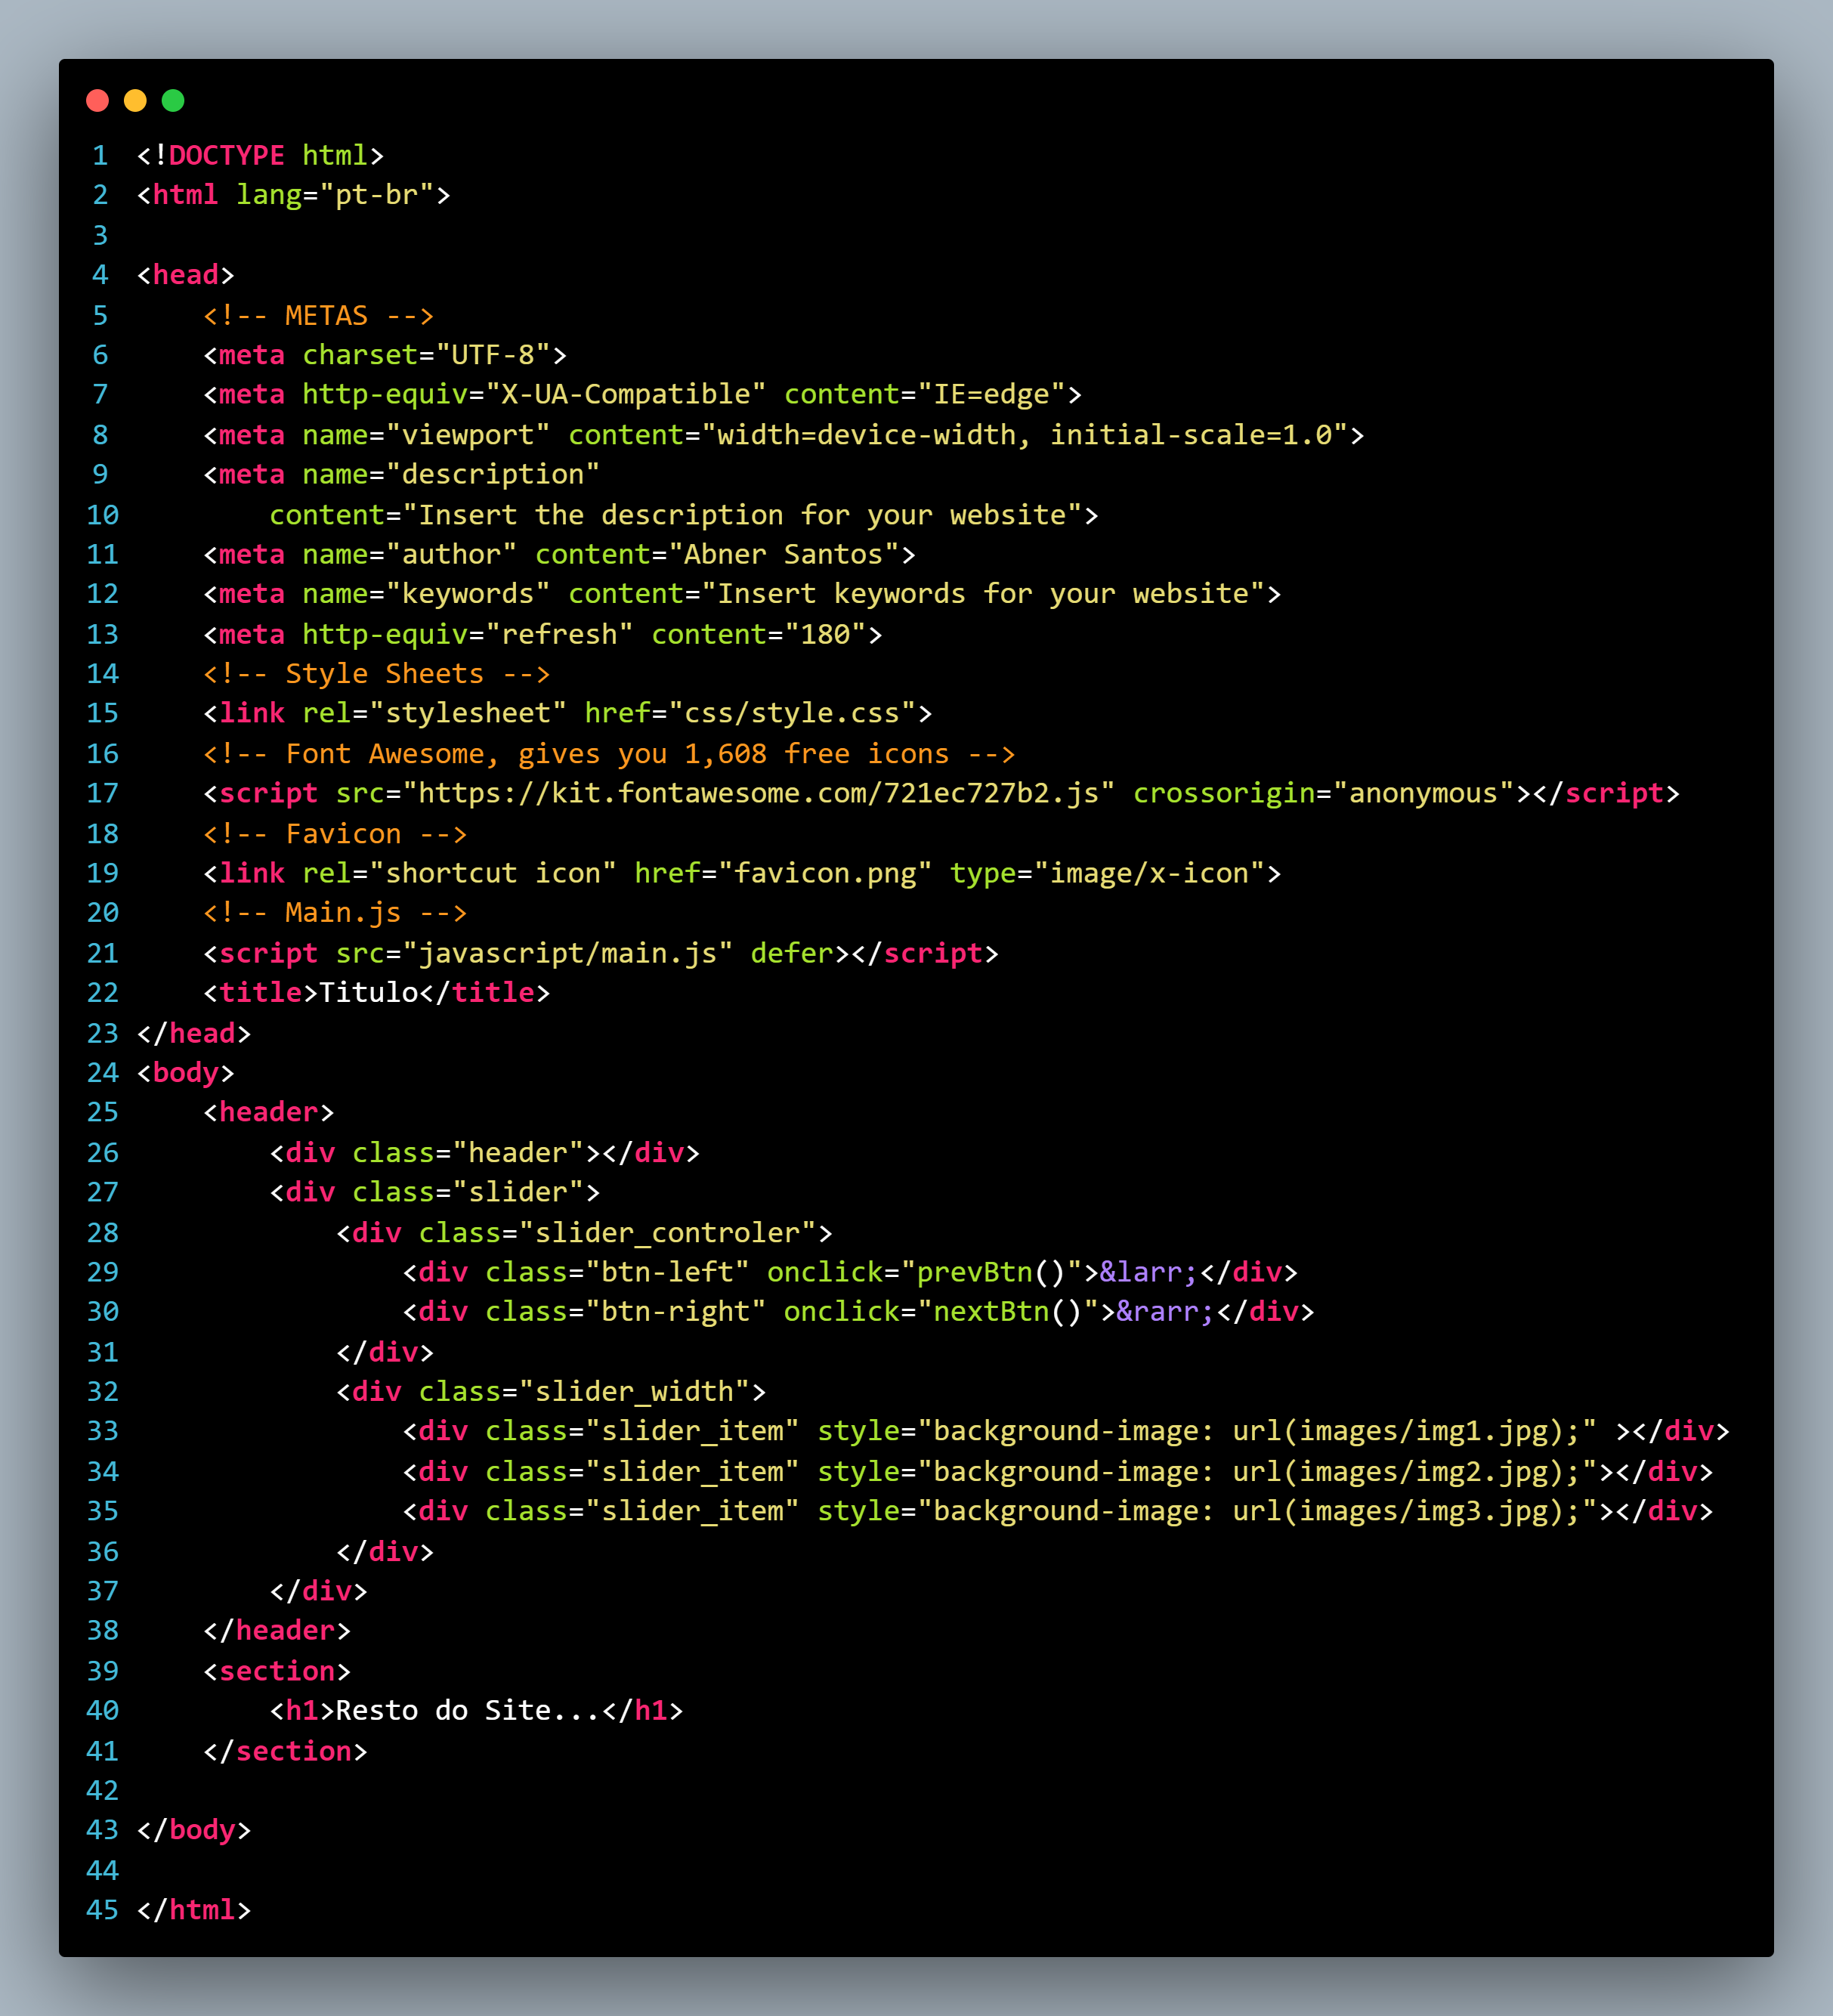 1 <!DOCTYPE html>
2 <html lang="pt-br">
3
4 <head>
5     <!-- METAS -->
6     <meta charset="UTF-8">
7     <meta http-equiv="X-UA-Compatible" content="IE=edge">
8     <meta name="viewport" content="width=device-width, initial-scale=1.0">
9     <meta name="description"
10         content="Insert the description for your website">
11     <meta name="author" content="Abner Santos">
12     <meta name="keywords" content="Insert keywords for your website">
13     <meta http-equiv="refresh" content="180">
14     <!-- Style Sheets -->
15     <link rel="stylesheet" href="css/style.css">
16     <!-- Font Awesome, gives you 1,608 free icons -->
17     <script src="https://kit.fontawesome.com/721ec727b2.js" crossorigin="anonymous"></script>
18     <!-- Favicon -->
19     <link rel="shortcut icon" href="favicon.png" type="image/x-icon">
20     <!-- Main.js -->
21     <script src="javascript/main.js" defer></script>
22     <title>Titulo</title>
23 </head>
24 <body>
25     <header>
26         <div class="header"></div>
27         <div class="slider">
28             <div class="slider_controler">
29                 <div class="btn-left" onclick="prevBtn()">&larr;</div>
30                 <div class="btn-right" onclick="nextBtn()">&rarr;</div>
31             </div>
32             <div class="slider_width">
33                 <div class="slider_item" style="background-image: url(images/img1.jpg);" ></div>
34                 <div class="slider_item" style="background-image: url(images/img2.jpg);"></div>
35                 <div class="slider_item" style="background-image: url(images/img3.jpg);"></div>
36             </div>
37         </div>
38     </header>
39     <section>
40         <h1>Resto do Site...</h1>
41     </section>
42
43 </body>
44
45 </html>